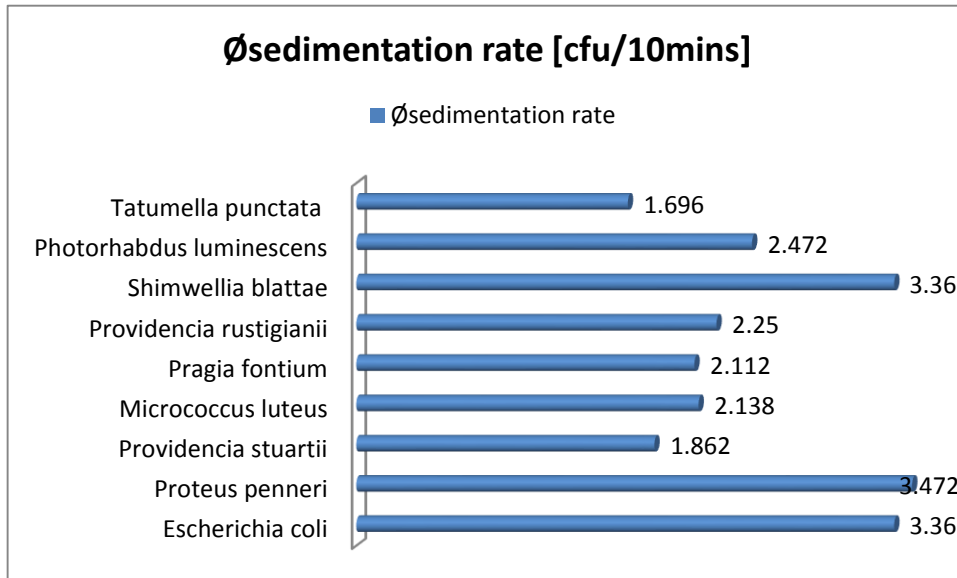 Øsedimentation rate [cfu/10mins]
Øsedimentation rate
Tatumella punctata 1.696
Photorhabdus luminescens 2.472
Shimwellia blattae 3.36
Providencia rustigianii 2.25
Pragia fontium 2.112
Micrococcus luteus 2.138
Providencia stuartii 1.862
Proteus penneri 3.472
Escherichia coli 3.36